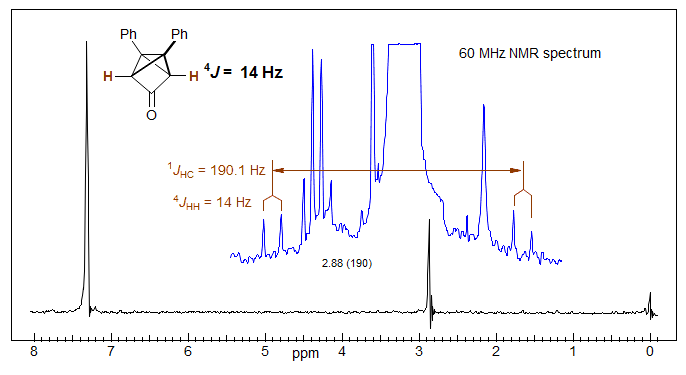 Ph Ph
H H
O
⁴J = 14 Hz
60 MHz NMR spectrum
¹JHC = 190.1 Hz
⁴JHH = 14 Hz
2.88 (190)
8 7 6 5 4 3 2 1 0
ppm